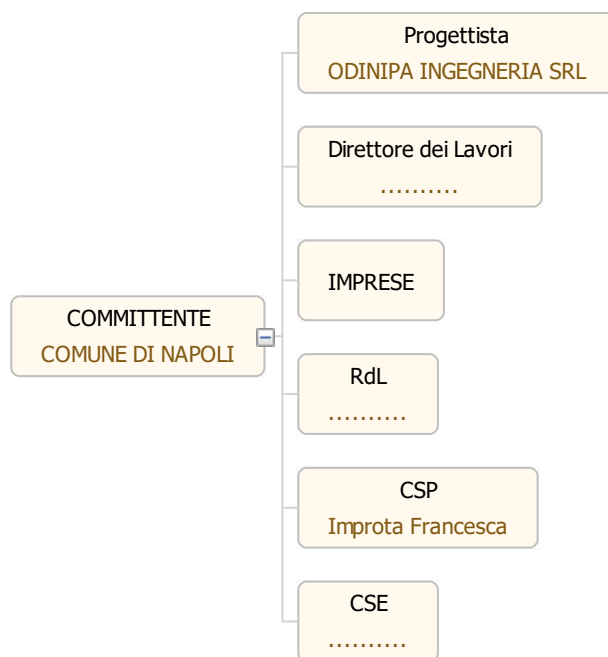 Progettista
ODINIPA INGEGNERIA SRL
Direttore dei Lavori
..........
IMPRESE
COMMITTENTE
COMUNE DI NAPOLI
RdL
..........
CSP
Improta Francesca
CSE
..........